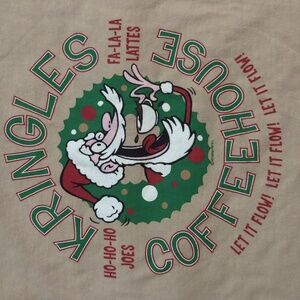 KRINGLES
FA-LA-LA
LATTES
HO-HO-HO
JOES
COFFEEHOUSE
LET IT FLOW! LET IT FLOW! LET IT FLOW!